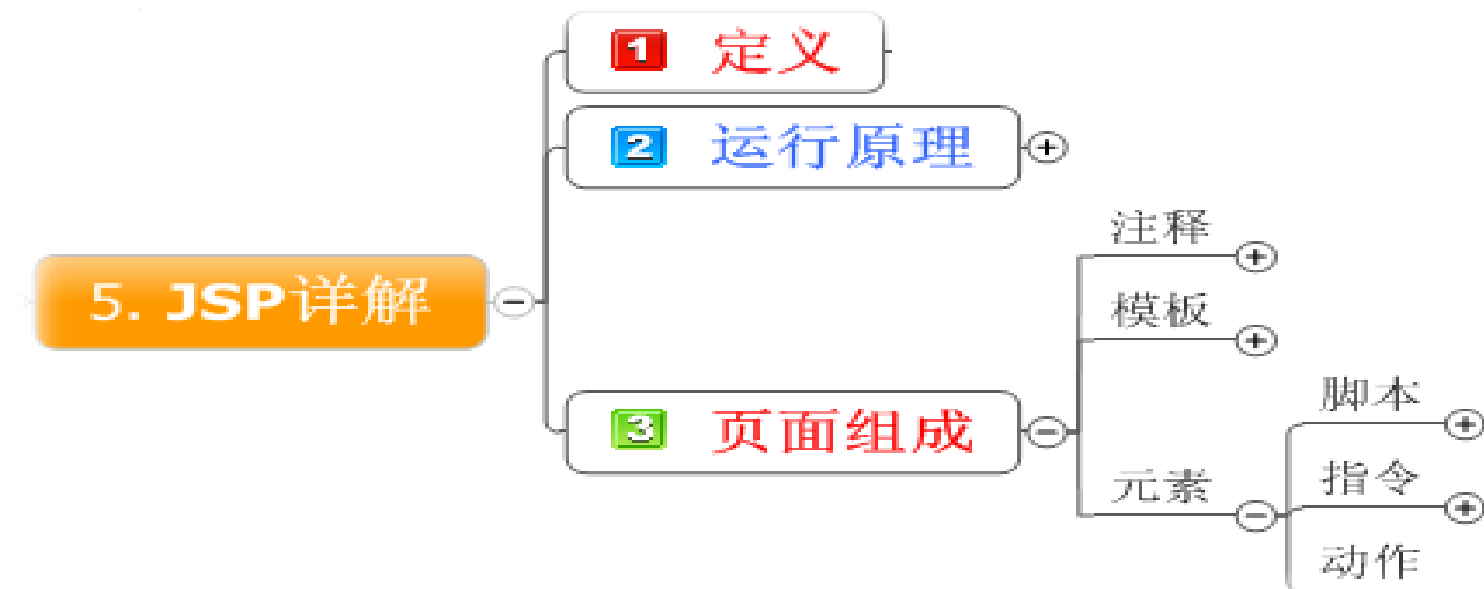 1 定义
2 运行原理
注释
5. JSP详解
模板
脚本
3 页面组成
元素
指令
动作